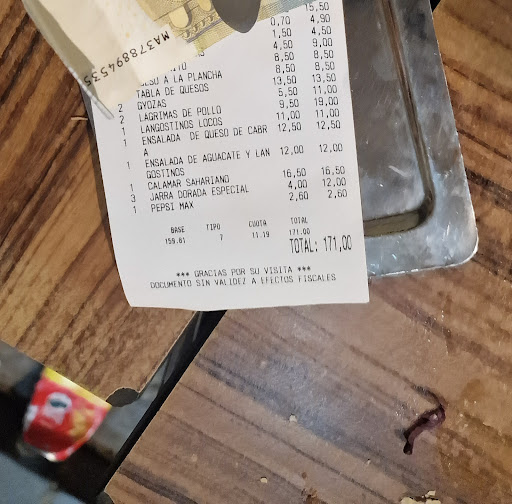 MA378894535
15,50
0,70 4,90
1,50 4,50
4,50 9,00
8,50 8,50
A LA PLANCHA 8,50 8,50
TABLA DE QUESOS 13,50 13,50
2 GYOZAS 5,50 11,00
2 LÁGRIMAS DE POLLO 9,50 19,00
1 LANGOSTINOS LOCOS 11,00 11,00
1 ENSALADA DE QUESO DE CABR 12,50 12,50
A
1 ENSALADA DE AGUACATE Y LAN 12,00 12,00
GOSTINOS
1 CALAMAR SAHARIANO 16,50 16,50
3 JARRA DORADA ESPECIAL 4,00 12,00
1 PEPSI MAX 2,60 2,60
BASE TIPO CUOTA TOTAL
159.81 7 11.19 171.00
TOTAL: 171,00
*** GRACIAS POR SU VISITA ***
DOCUMENTO SIN VALIDEZ A EFECTOS FISCALES